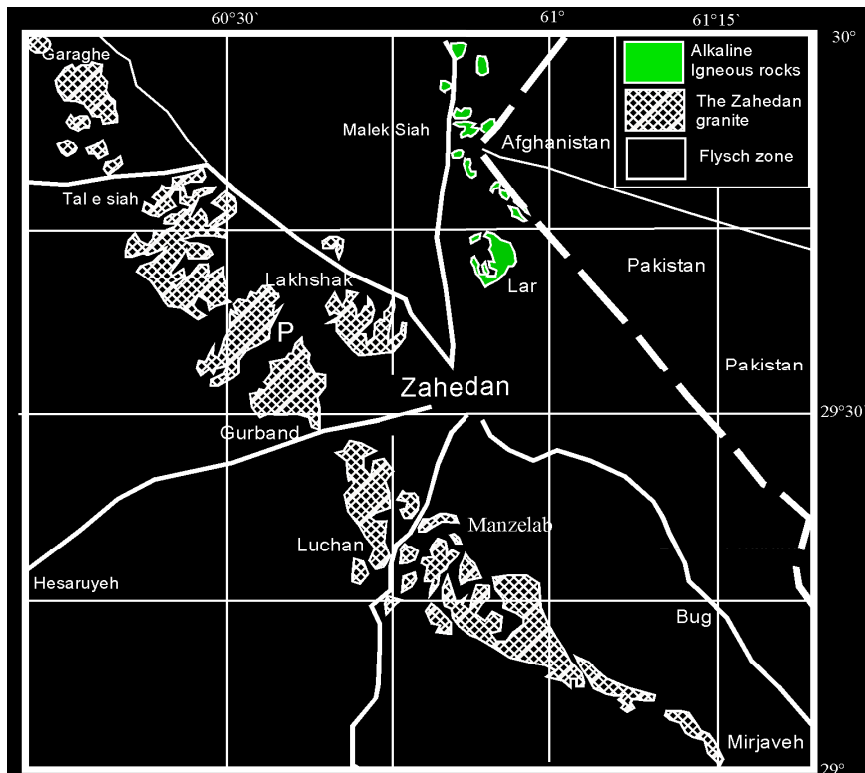 60°30`
61°
61°15`
30°
Garaghe
Alkaline
Igneous rocks
The Zahedan
granite
Flysch zone
Malek Siah
Afghanistan
Tal e siah
Lakhshak
Lar
Pakistan
P
Pakistan
Zahedan
29°30
Gurband
Manzelab
Luchan
Hesaruyeh
Bug
Mirjaveh
29°